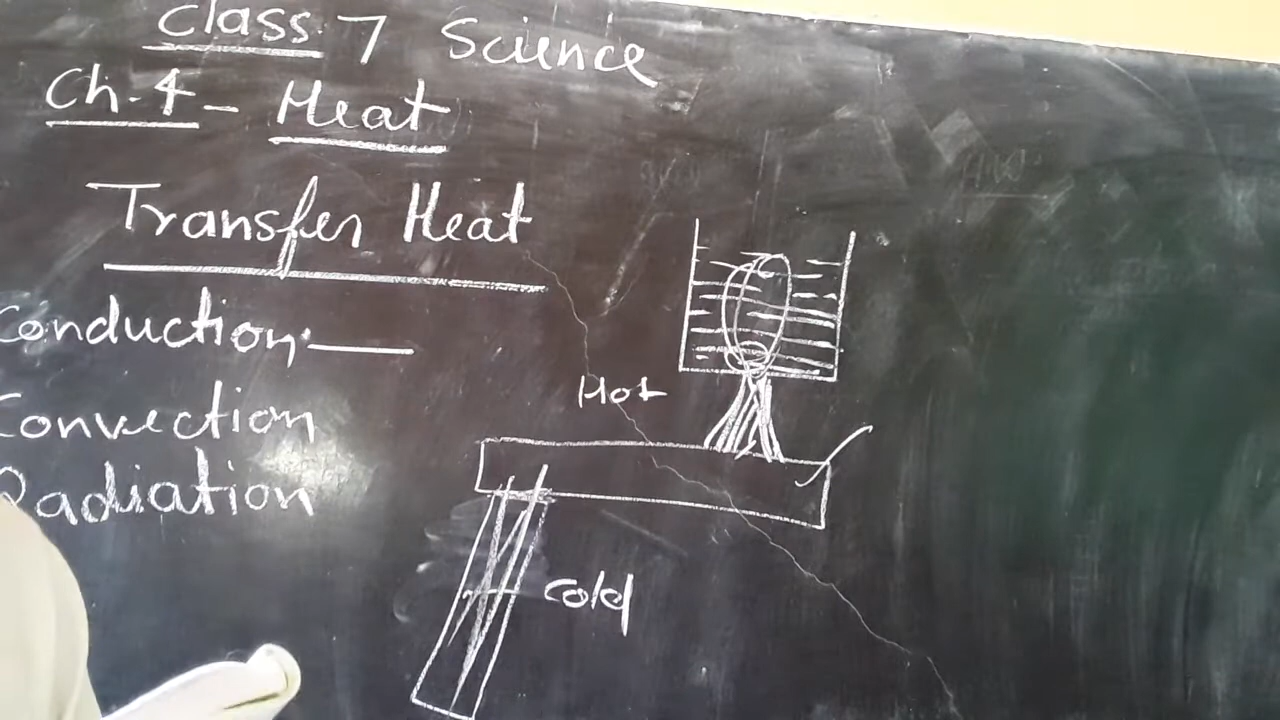 Class 7 Science
Ch. 4 - Heat
Transfer Heat
Conduction:
Convection
Radiation
Hot
Cold